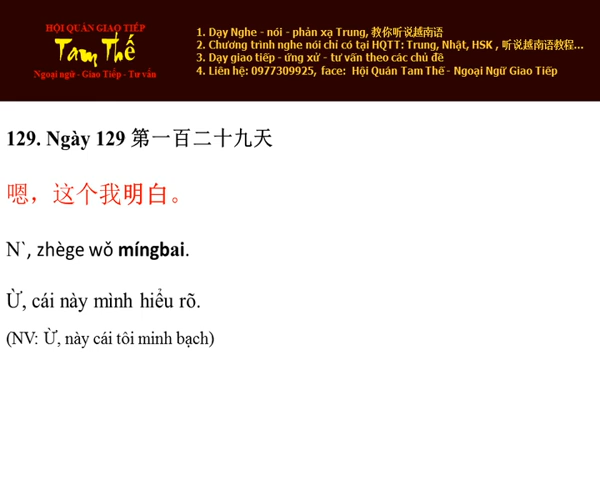 HỘI QUÁN GIAO TIẾP
Tam Thế
Ngoại ngữ - Giao Tiếp - Tư vấn
1. Dạy Nghe - nói - phản xạ Trung, 教你听说越南语
2. Chương trình nghe nói chỉ có tại HQTT: Trung, Nhật, HSK , 听说越南语教程...
3. Dạy giao tiếp - ứng xử - tư vấn theo các chủ đề
4. Liên hệ: 0977309925, face: Hội Quán Tam Thế - Ngoại Ngữ Giao Tiếp
129. Ngày 129 第一百二十九天
嗯，这个我明白。
N`, zhège wǒ míngbai.
Ừ, cái này mình hiểu rõ.
(NV: Ừ, này cái tôi minh bạch)